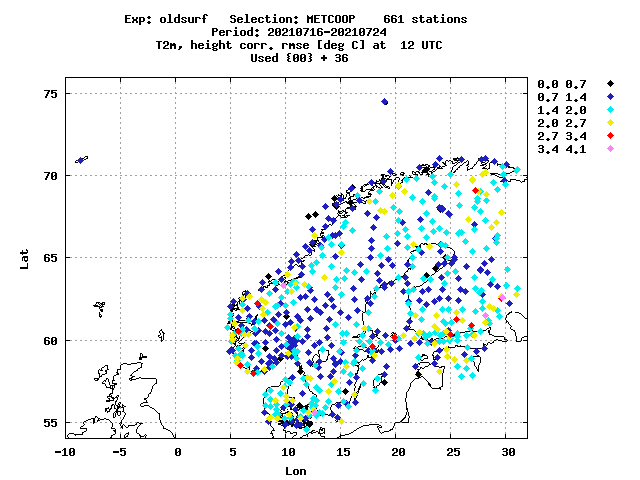 Exp: oldsurf Selection: METCOOP 661 stations
Period: 20210716-20210724
T2m, height corr. rmse [deg C] at 12 UTC
Used {00} + 36
0.0 0.7
0.7 1.4
1.4 2.0
2.0 2.7
2.7 3.4
3.4 4.1
75
70
65
60
55
Lat
-10 -5 0 5 10 15 20 25 30
Lon